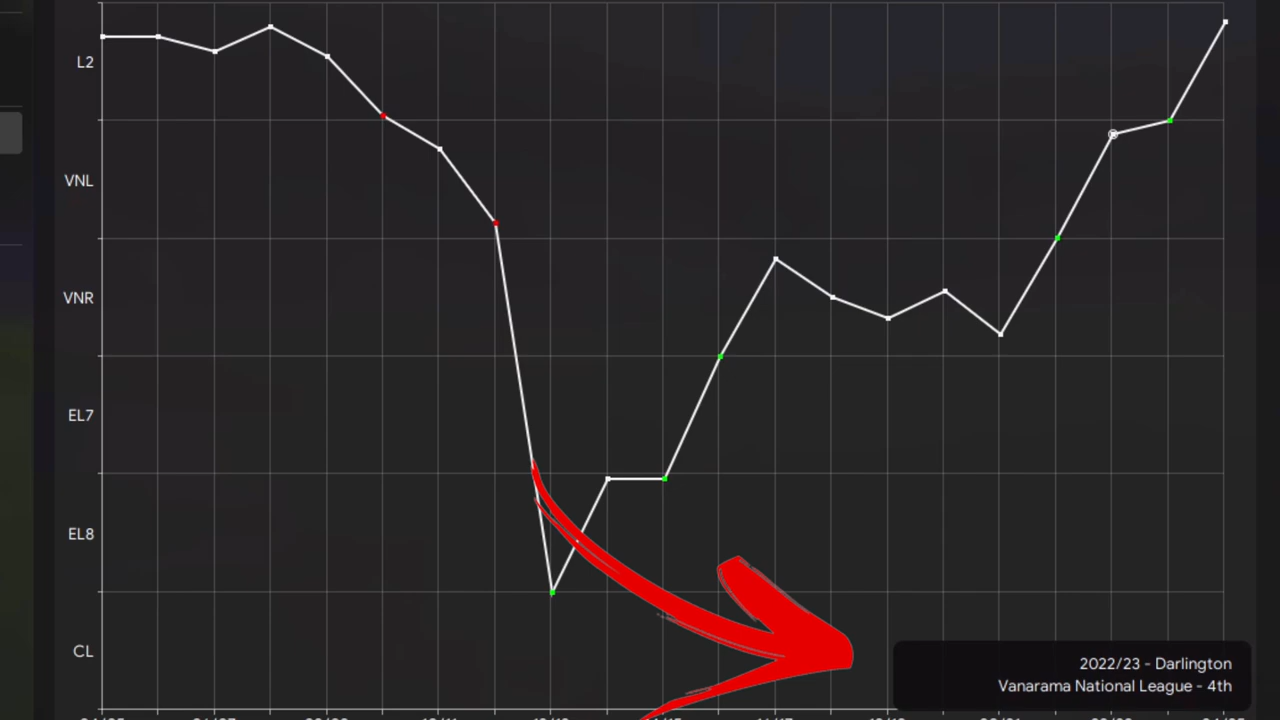 L2
VNL
VNR
EL7
EL8
CL
2022/23 - Darlington
Vanarama National League - 4th